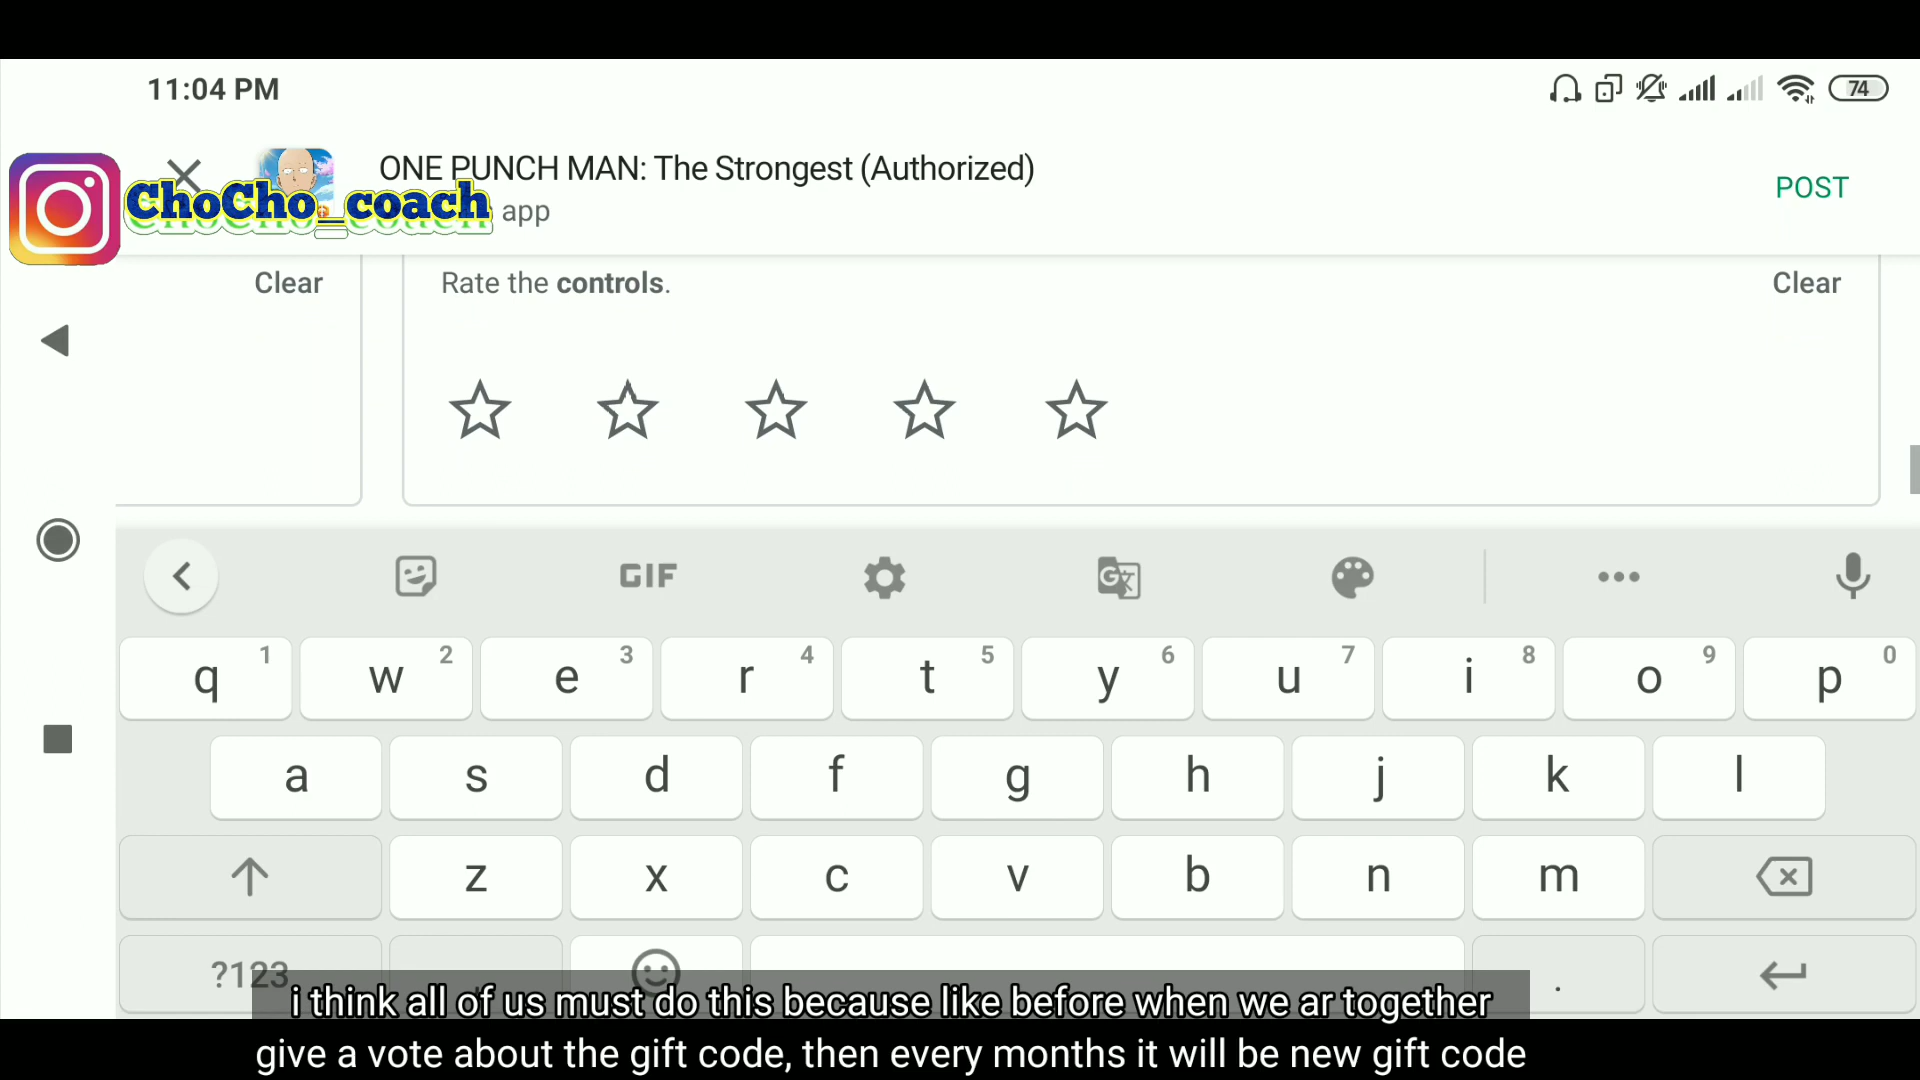 11:04 PM
74
ONE PUNCH MAN: The Strongest (Authorized)
ChoCho_coach
app
POST
Clear
Rate the controls.
Clear
GIF
G
q 1 w 2 e 3 r 4 t 5 y 6 u 7 i 8 o 9 p 0
a s d f g h j k l
z x c v b n m
?123 .
i think all of us must do this because like before when we ar together
give a vote about the gift code, then every months it will be new gift code